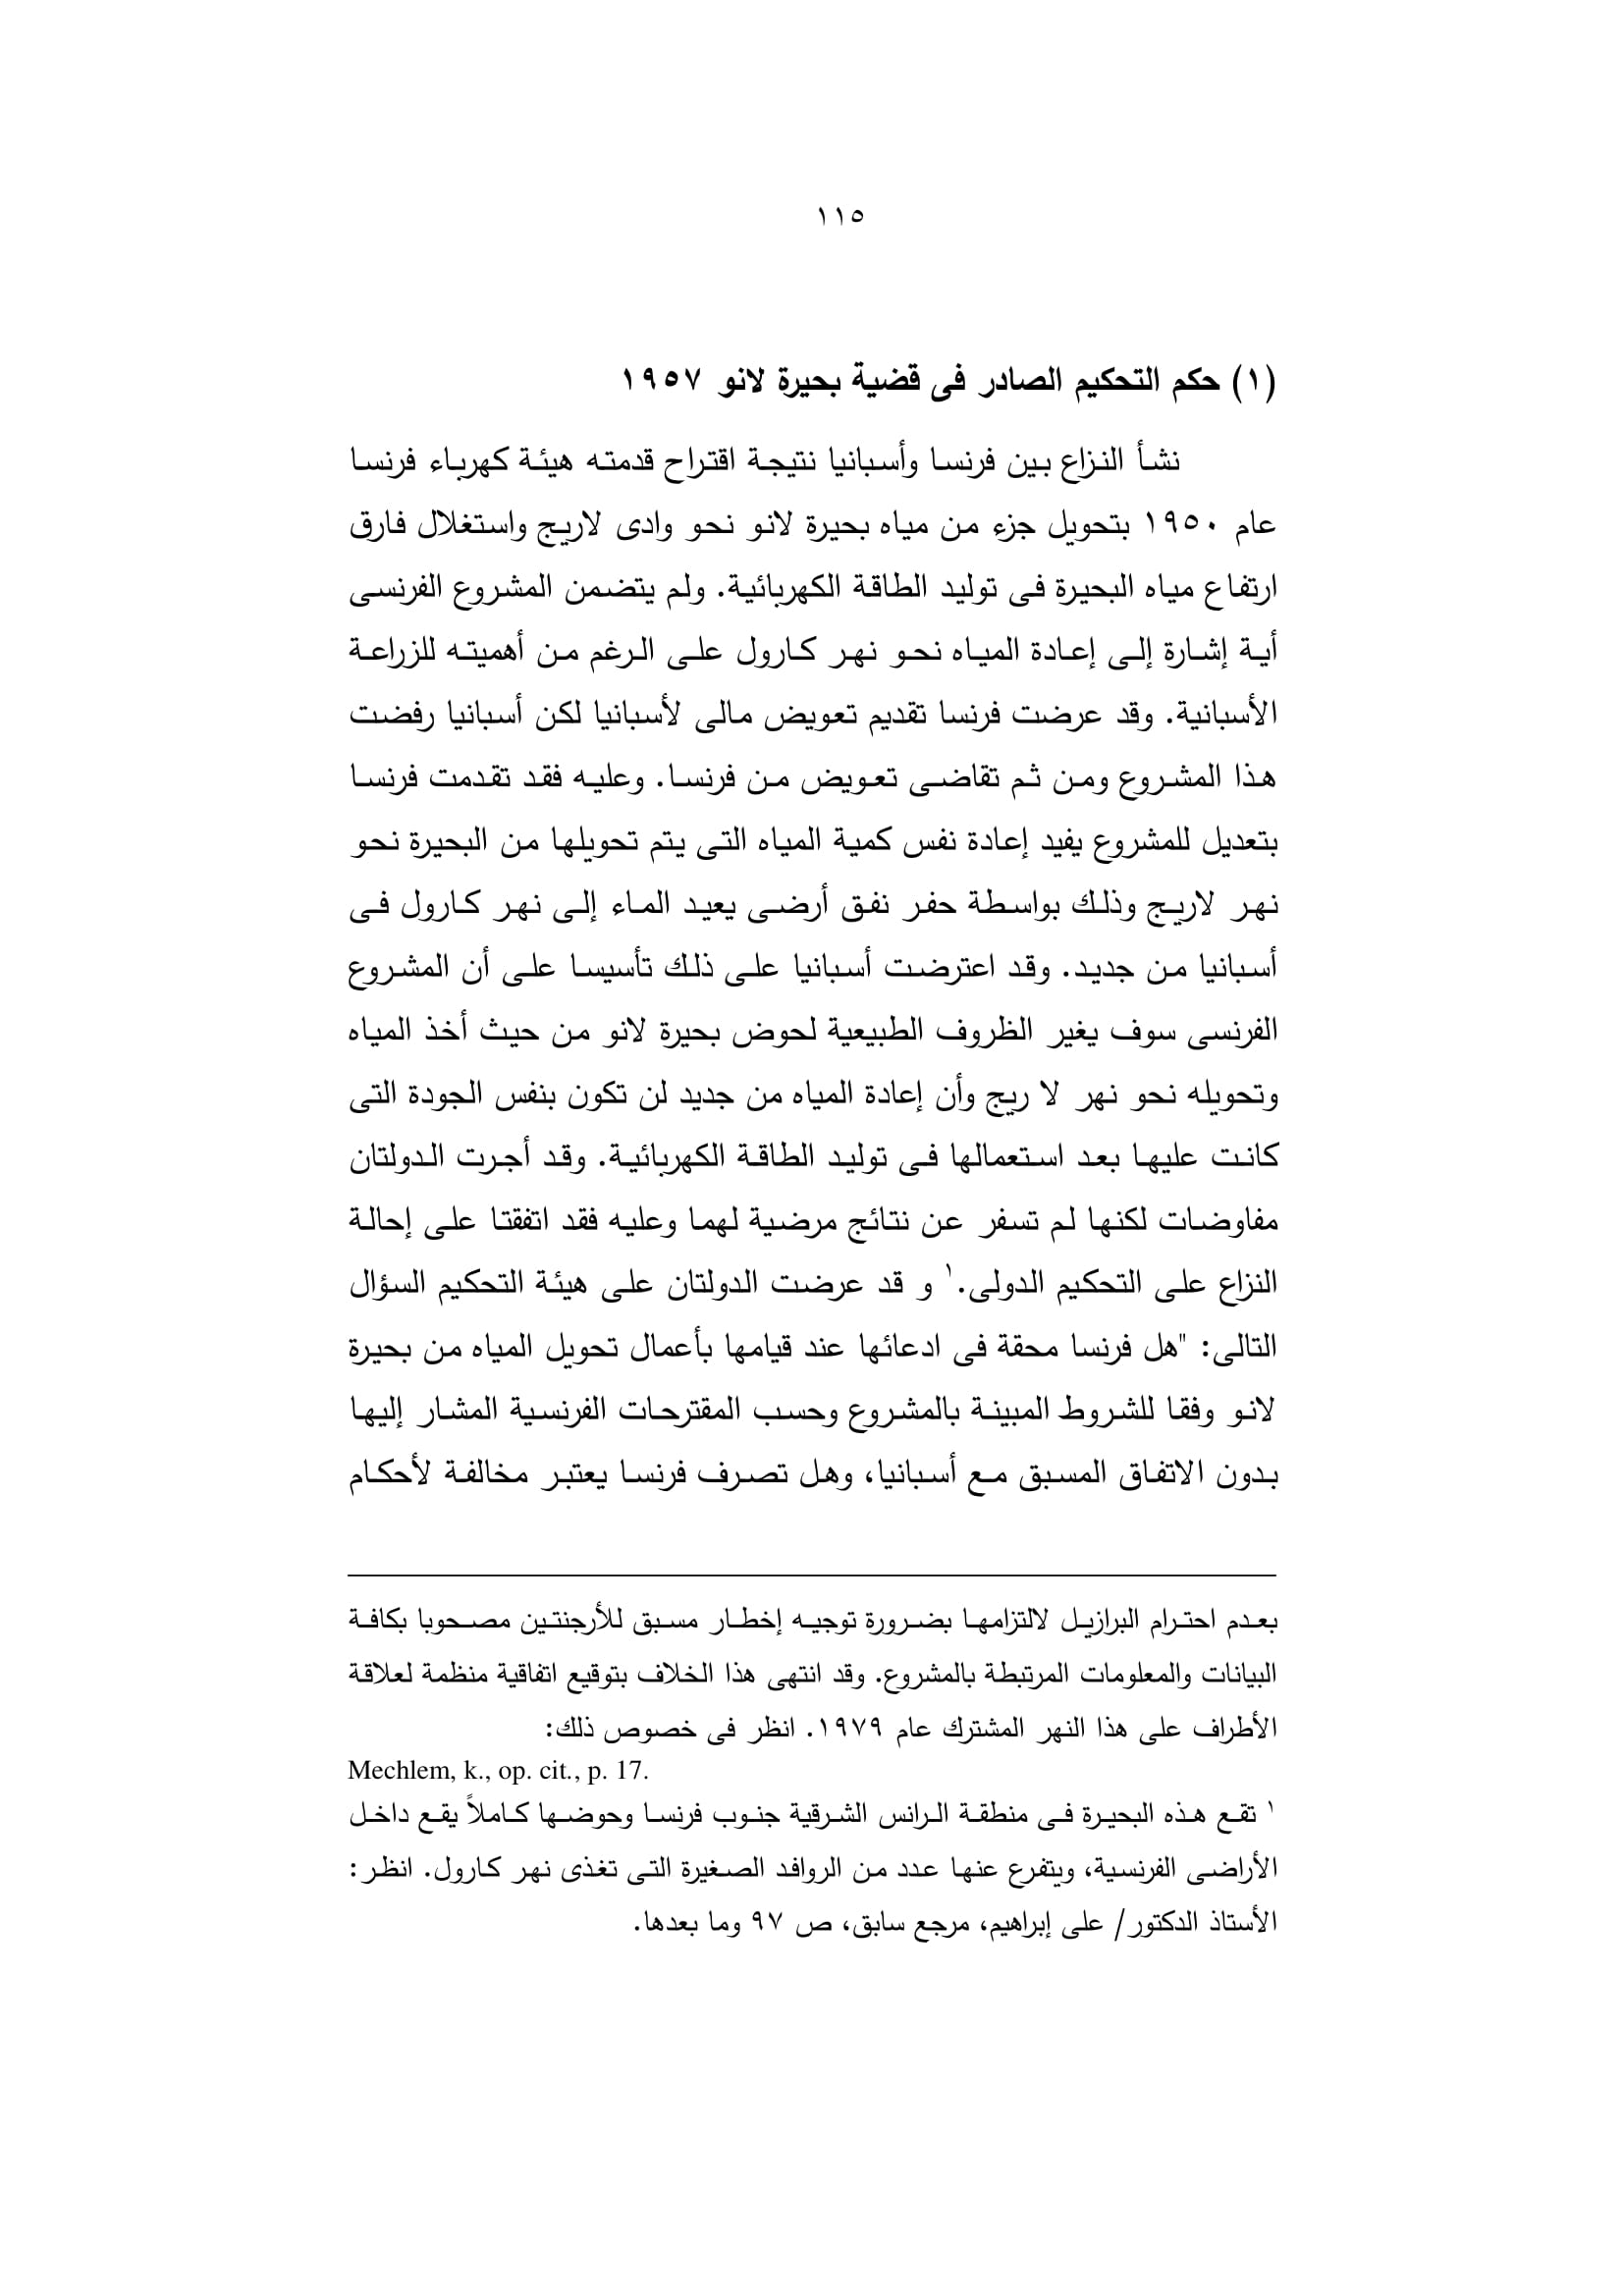 ١١٥
(١) حكم التحكيم الصادر فى قضية بحيرة لانو ١٩٥٧
نشأ النزاع بين فرنسا وأسبانيا نتيجة اقتراح قدمته هيئة كهرباء فرنسا
عام ١٩٥٠ بتحويل جزء من مياه بحيرة لانو نحو وادى لاريج واستغلال فارق
ارتفاع مياه البحيرة فى توليد الطاقة الكهربائية. ولم يتضمن المشروع الفرنسى
أية إشارة إلى إعادة المياه نحو نهر كارول على الرغم من أهميته للزراعة
الأسبانية. وقد عرضت فرنسا تقديم تعويض مالى لأسبانيا لكن أسبانيا رفضت
هذا المشروع ومن ثم تقاضى تعويض من فرنسا. وعليه فقد تقدمت فرنسا
بتعديل للمشروع يفيد إعادة نفس كمية المياه التى يتم تحويلها من البحيرة نحو
نهر لاريج وذلك بواسطة حفر نفق أرضى يعيد الماء إلى نهر كارول فى
أسبانيا من جديد. وقد اعترضت أسبانيا على ذلك تأسيسا على أن المشروع
الفرنسى سوف يغير الظروف الطبيعية لحوض بحيرة لانو من حيث أخذ المياه
وتحويله نحو نهر لا ريج وأن إعادة المياه من جديد لن تكون بنفس الجودة التى
كانت عليها بعد استعمالها فى توليد الطاقة الكهربائية. وقد أجرت الدولتان
مفاوضات لكنها لم تسفر عن نتائج مرضية لهما وعليه فقد اتفقتا على إحالة
النزاع على التحكيم الدولى.١ و قد عرضت الدولتان على هيئة التحكيم السؤال
التالى: "هل فرنسا محقة فى ادعائها عند قيامها بأعمال تحويل المياه من بحيرة
لانو وفقا للشروط المبينة بالمشروع وحسب المقترحات الفرنسية المشار إليها
بدون الاتفاق المسبق مع أسبانيا، وهل تصرف فرنسا يعتبر مخالفة لأحكام
بعدم احترام البرازيل لالتزامها بضرورة توجيه إخطار مسبق للأرجنتين مصحوبا بكافة
البيانات والمعلومات المرتبطة بالمشروع. وقد انتهى هذا الخلاف بتوقيع اتفاقية منظمة لعلاقة
الأطراف على هذا النهر المشترك عام ١٩٧٩. انظر فى خصوص ذلك:
Mechlem, k., op. cit., p. 17.
١ تقع هذه البحيرة فى منطقة الرانس الشرقية جنوب فرنسا وحوضها كاملاً يقع داخل
الأراضى الفرنسية، ويتفرع عنها عدد من الروافد الصغيرة التى تغذى نهر كارول. انظر:
الأستاذ الدكتور/ على إبراهيم، مرجع سابق، ص ٩٧ وما بعدها.